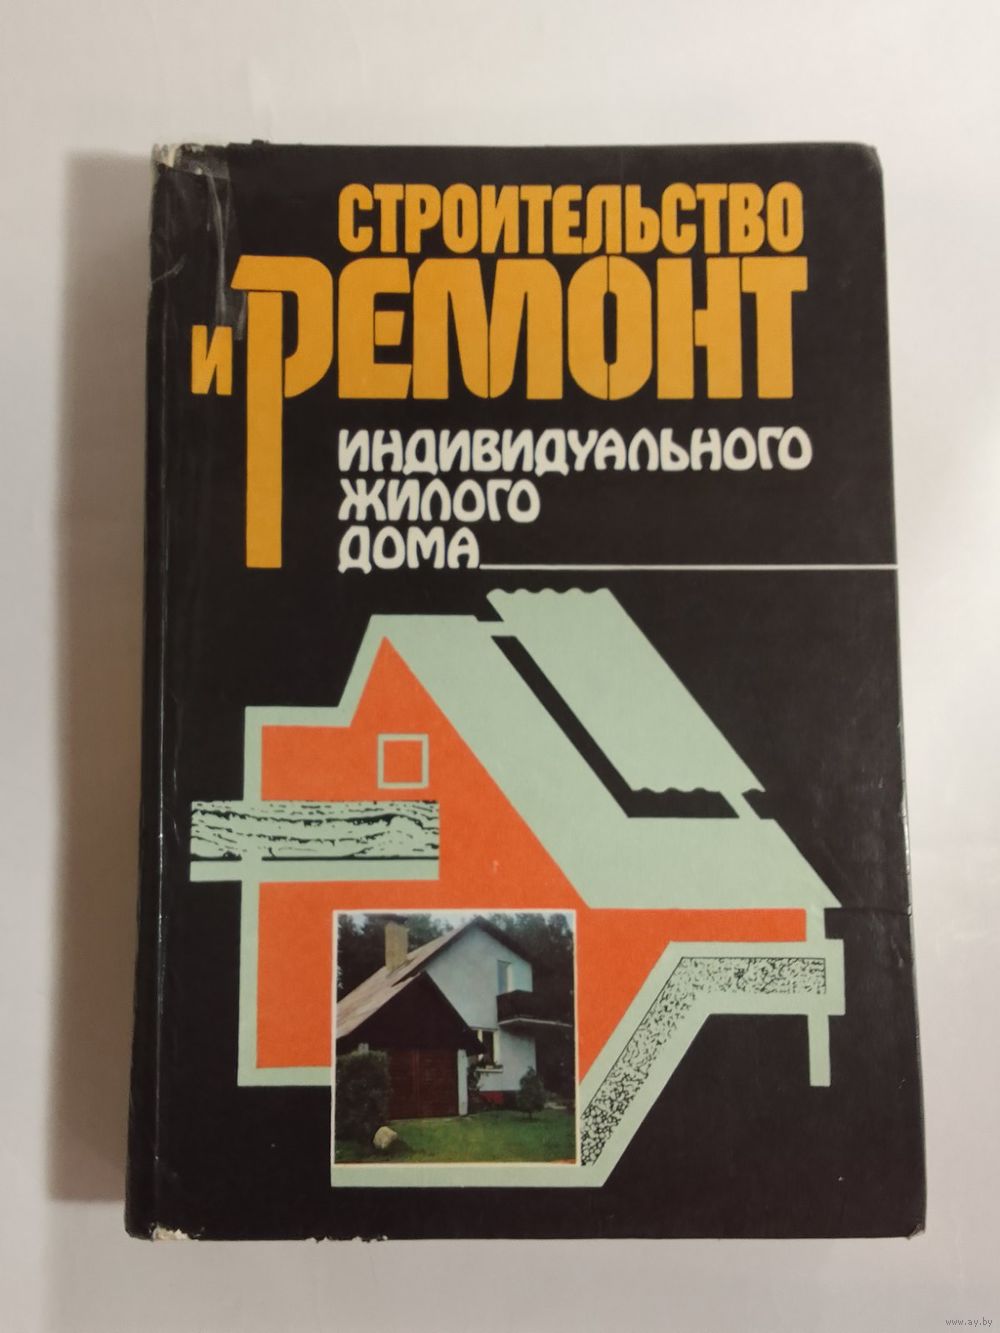 СТРОИТЕЛЬСТВО
И РЕМОНТ
ИНДИВИДУАЛЬНОГО
ЖИЛОГО
ДОМА
www.ay.by